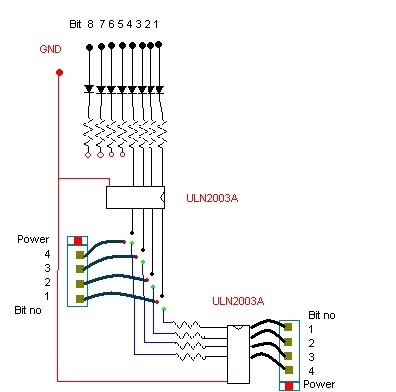 Bit 8 7 6 5 4 3 2 1
GND
ULN2003A
Power
4
3
2
1
Bit no
ULN2003A
Bit no
1
2
3
4
Power